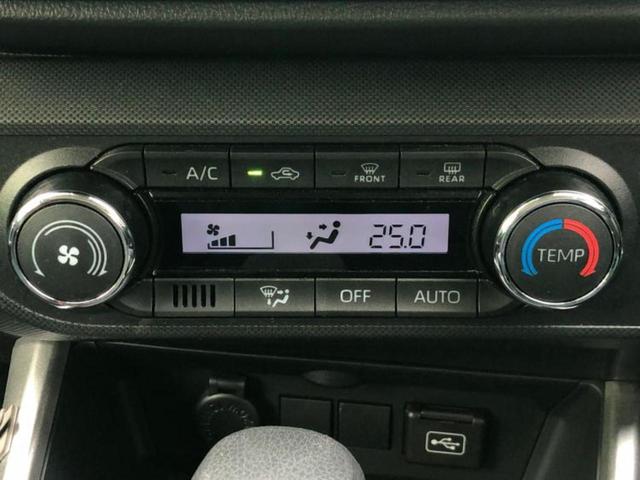 A/C
FRONT
REAR
25.0
TEMP
OFF
AUTO